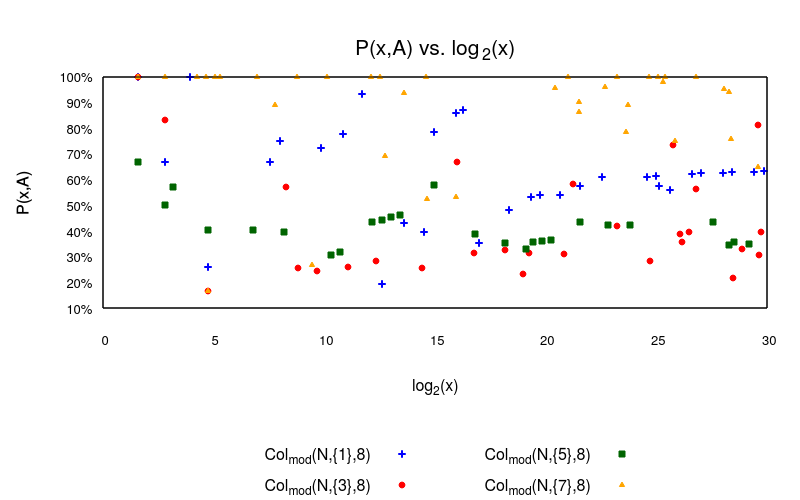 P(x,A) vs. log2(x)
100%
90%
80%
70%
60%
50%
40%
30%
20%
10%
P(x,A)
0 5 10 15 20 25 30
log2(x)
Colmod(N,{1},8) Colmod(N,{5},8)
Colmod(N,{3},8) Colmod(N,{7},8)